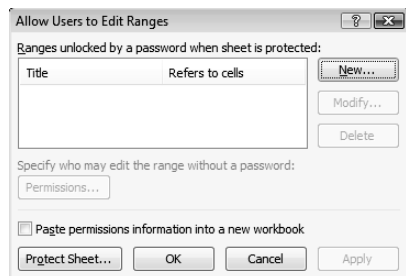 Allow Users to Edit Ranges
Ranges unlocked by a password when sheet is protected:
Title Refers to cells New...
Modify...
Delete
Specify who may edit the range without a password:
Permissions...
Paste permissions information into a new workbook
Protect Sheet... OK Cancel Apply